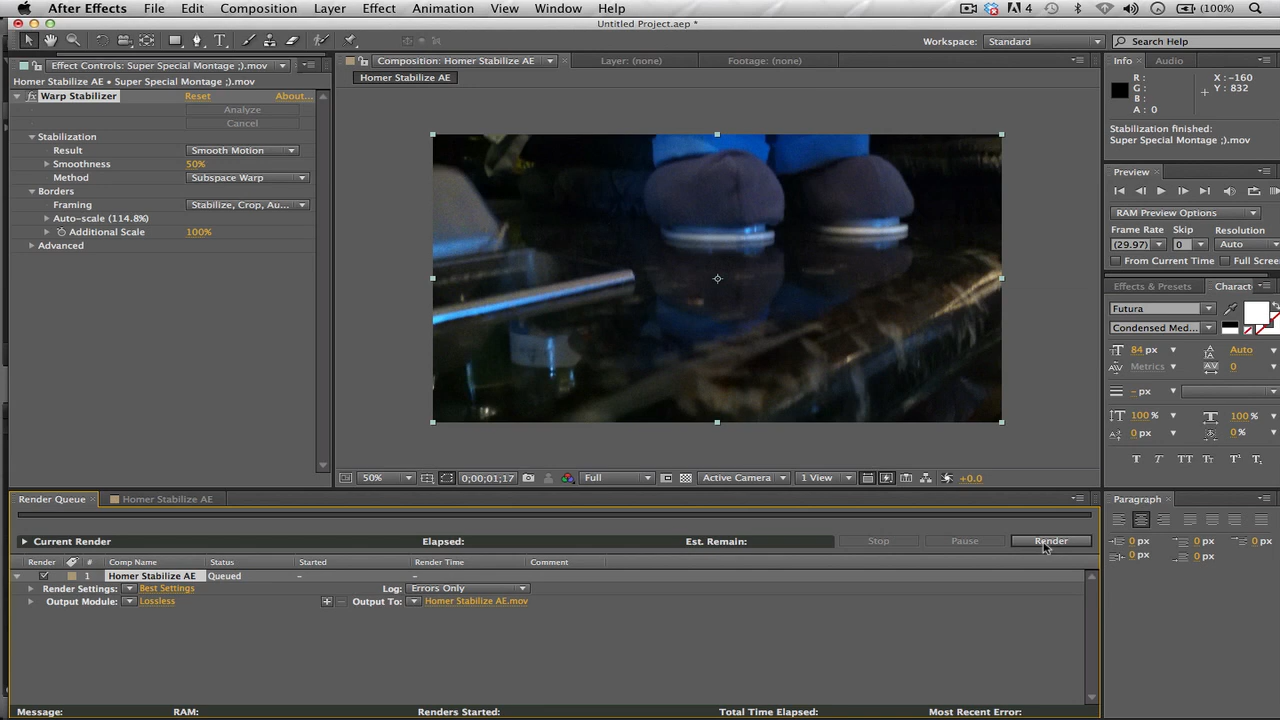 After Effects File Edit Composition Layer Effect Animation View Window Help 4 (100%)
Untitled Project.aep *
Workspace: Standard Search Help
Effect Controls: Super Special Montage ;).mov
Homer Stabilize AE • Super Special Montage ;).mov
fx Warp Stabilizer Reset About...
Analyze
Cancel
Stabilization
Result Smooth Motion
Smoothness 50%
Method Subspace Warp
Borders
Framing Stabilize, Crop, Au...
Auto-scale (114.8%)
Additional Scale 100%
Advanced
Composition: Homer Stabilize AE Layer: (none) Footage: (none)
Homer Stabilize AE
50% 0;00;01;17 Full Active Camera 1 View +0.0
Info Audio
R: X: -160
G: Y: 832
B:
A: 0
Stabilization finished:
Super Special Montage ;).mov
Preview
RAM Preview Options
Frame Rate Skip Resolution
(29.97) 0 Auto
From Current Time Full Screen
Effects & Presets Charact
Futura
Condensed Med...
84 px Auto
Metrics 0
- px
100 % 100 %
0 px 0 %
T T TT Tr T T
Paragraph
0 px 0 px 0 px
0 px 0 px
Render Queue Homer Stabilize AE
Current Render Elapsed: Est. Remain: Stop Pause Render
Render # Comp Name Status Started Render Time Comment
1 Homer Stabilize AE Queued - -
Render Settings: Best Settings Log: Errors Only
Output Module: Lossless Output To: Homer Stabilize AE.mov
Message: RAM: Renders Started: Total Time Elapsed: Most Recent Error: